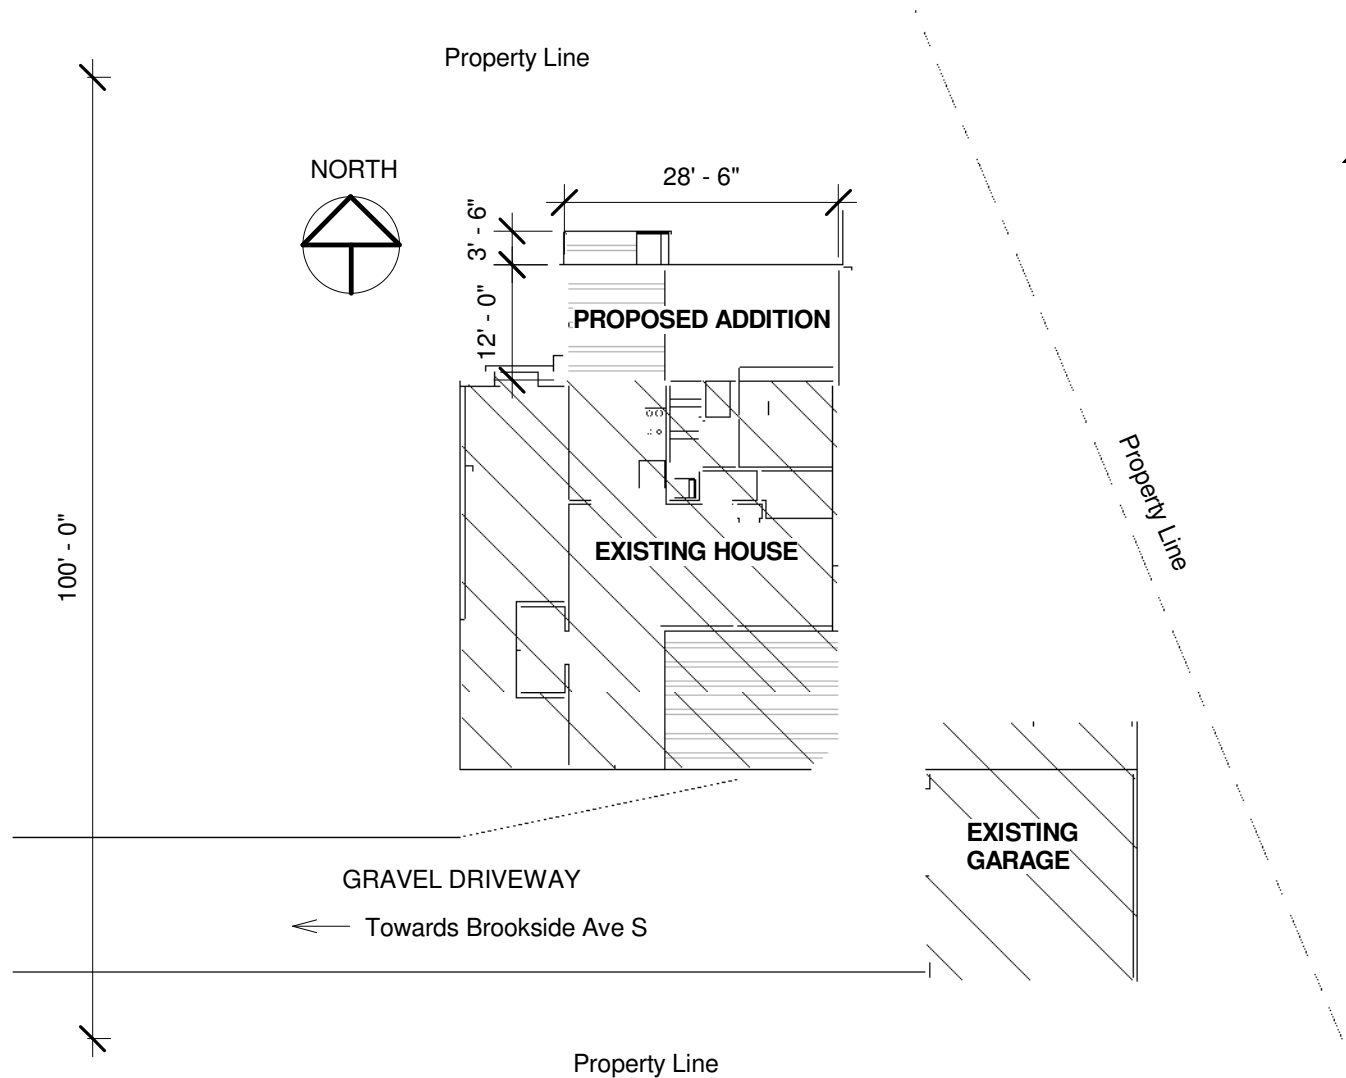 Property Line
NORTH
28' - 6"
3' - 6"
12' - 0"
PROPOSED ADDITION
Property Line
100' - 0"
EXISTING HOUSE
EXISTING
GARAGE
GRAVEL DRIVEWAY
Towards Brookside Ave S
Property Line